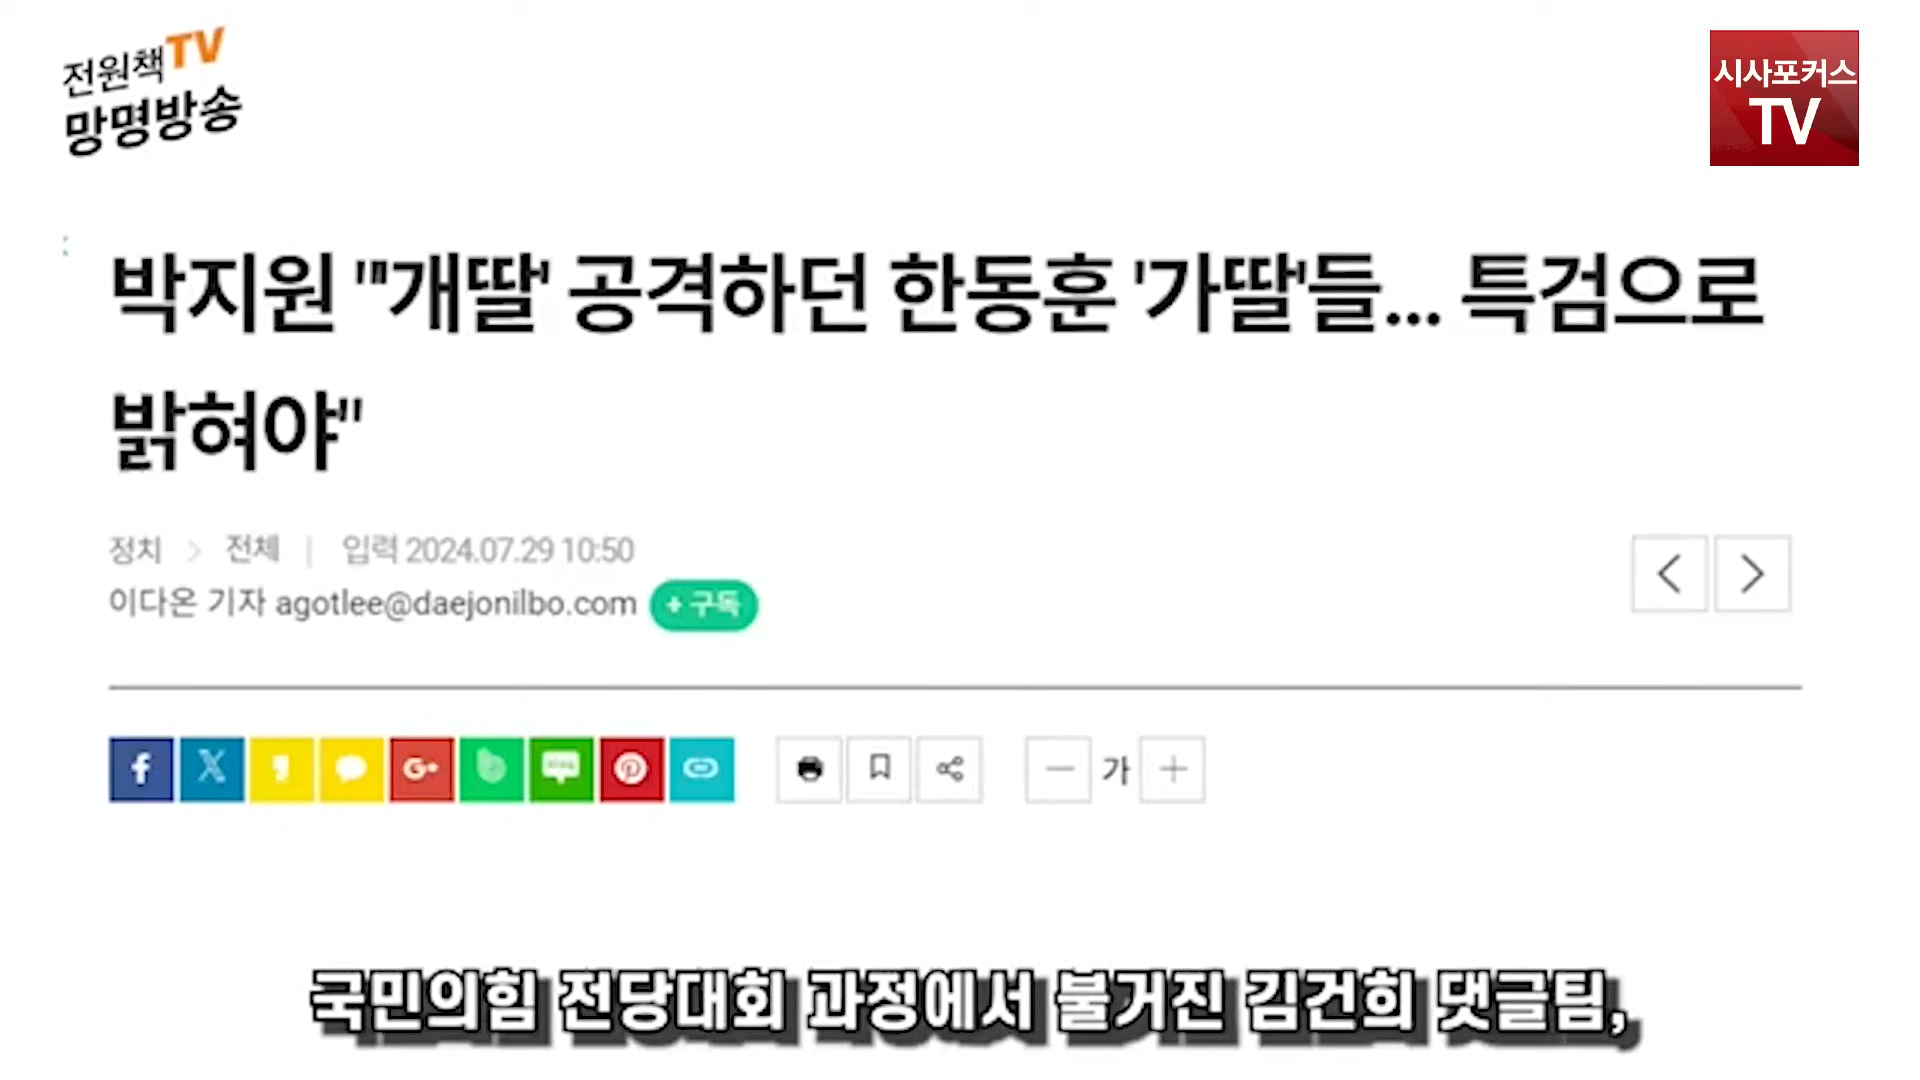 전원책TV
망명방송
시사포커스
TV
박지원 "'개딸' 공격하던 한동훈 '가딸'들... 특검으로
밝혀야"
정치 > 전체 | 입력 2024.07.29 10:50
이다온 기자 agotlee@daejonilbo.com + 구독
가
국민의힘 전당대회 과정에서 불거진 김건희 댓글팀,